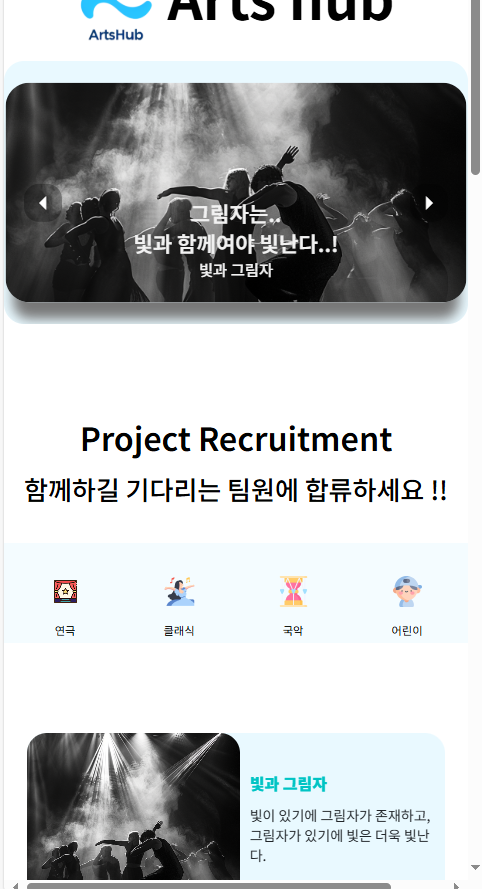 Arts hub
ArtsHub
그림자는..
빛과 함께여야 빛난다..!
빛과 그림자
Project Recruitment
함께하길 기다리는 팀원에 합류하세요 !!
연극
클래식
국악
어린이
빛과 그림자
빛이 있기에 그림자가 존재하고,
그림자가 있기에 빛은 더욱 빛난
다.